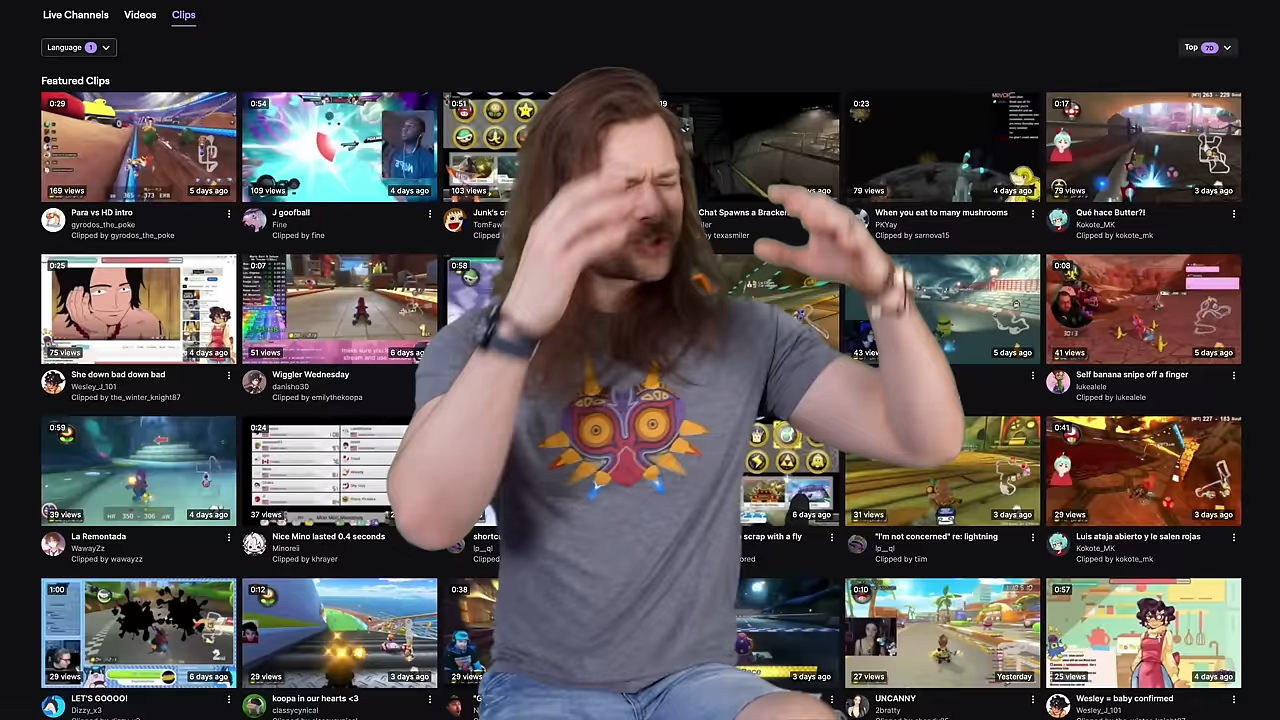 Live Channels Videos Clips
Language 1
Top 7D
Featured Clips
0:29
169 views
5 days ago
Para vs HD intro
gyrodos_the_poke
Clipped by gyrodos_the_poke
0:54
109 views
4 days ago
J goofball
Fine
Clipped by fine
0:51
103 views
Junk's
TomFaw
Clipped
Chat Spawns a Bracken
by texasmiler
0:23
79 views
4 days ago
When you eat to many mushrooms
PKYay
Clipped by sarnova15
0:17
79 views
3 days ago
Qué hace Butter?!
Kokote_MK
Clipped by kokote_mk
0:25
75 views
4 days ago
She down bad down bad
Wesley_J_101
Clipped by the_winter_knight87
0:07
51 views
6 days ago
Wiggler Wednesday
danisho30
Clipped by emilythekoopa
0:58
43
5 days ago
0:08
41 views
5 days ago
Self banana snipe off a finger
lukealele
Clipped by lukealele
0:59
39 views
4 days ago
La Remontada
WawayZz
Clipped by wawayzz
0:24
37 views
Nice Mino lasted 0.4 seconds
Minoreii
Clipped by khrayer
lp__ql
6 days ago
scrap with a fly
31 views
3 days ago
"I'm not concerned" re: lightning
lp__ql
Clipped by tiim
0:41
29 views
3 days ago
Luis ataja abierto y le salen rojas
Kokote_MK
Clipped by kokote_mk
1:00
29 views
6 days ago
LET'S GOOOO!
Dizzy_x3
0:12
29 views
3 days ago
koopa in our hearts <3
classycynical
0:38
3 days ago
0:10
27 views
Yesterday
UNCANNY
2bratty
0:57
25 views
4 days ago
Wesley = baby confirmed
Wesley_J_101